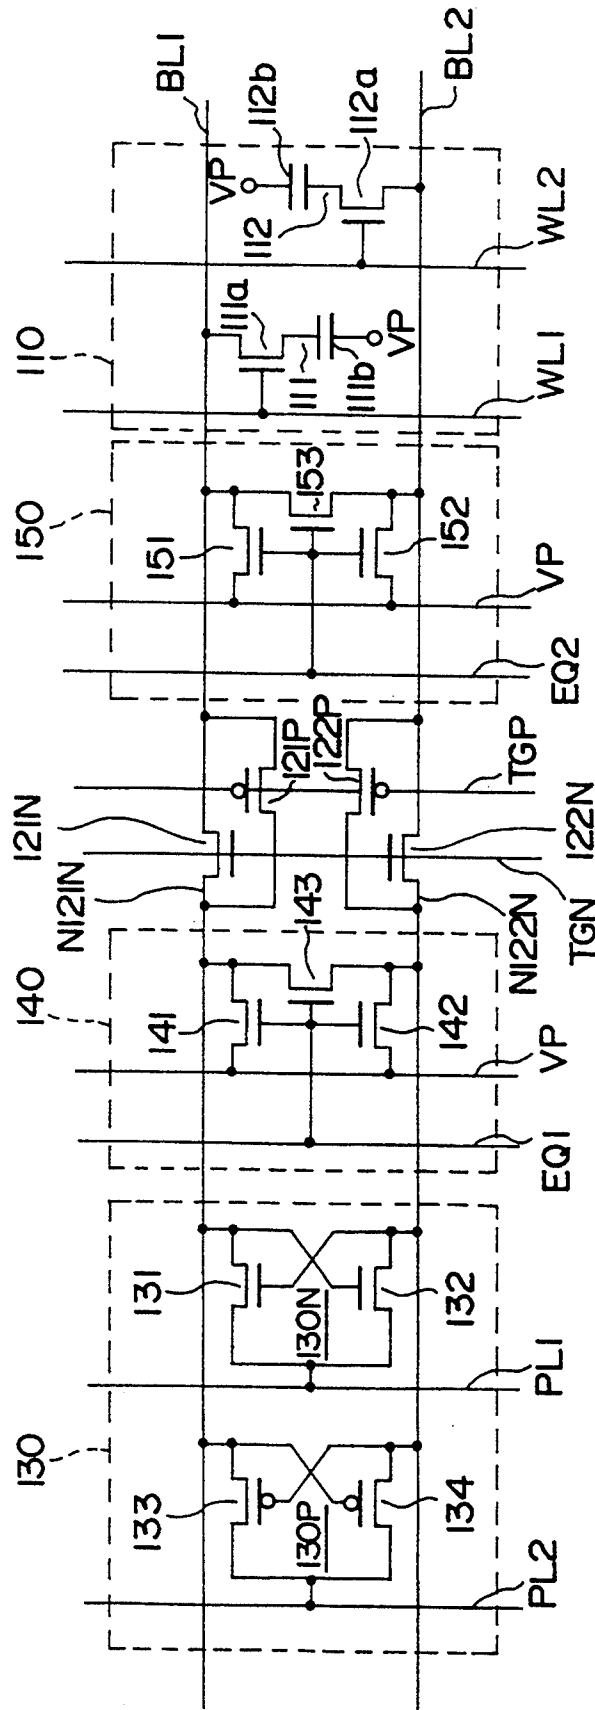 BL1
BL2
110
VP
112b
112
112a
WL2
111a
111
111b
VP
WL1
150
151
153
152
VP
EQ2
121N
121P
122P
TGP
N121N
122N
N122N
TGN
140
141
143
142
VP
EQ1
130
131
130N
132
PL1
133
130P
134
PL2